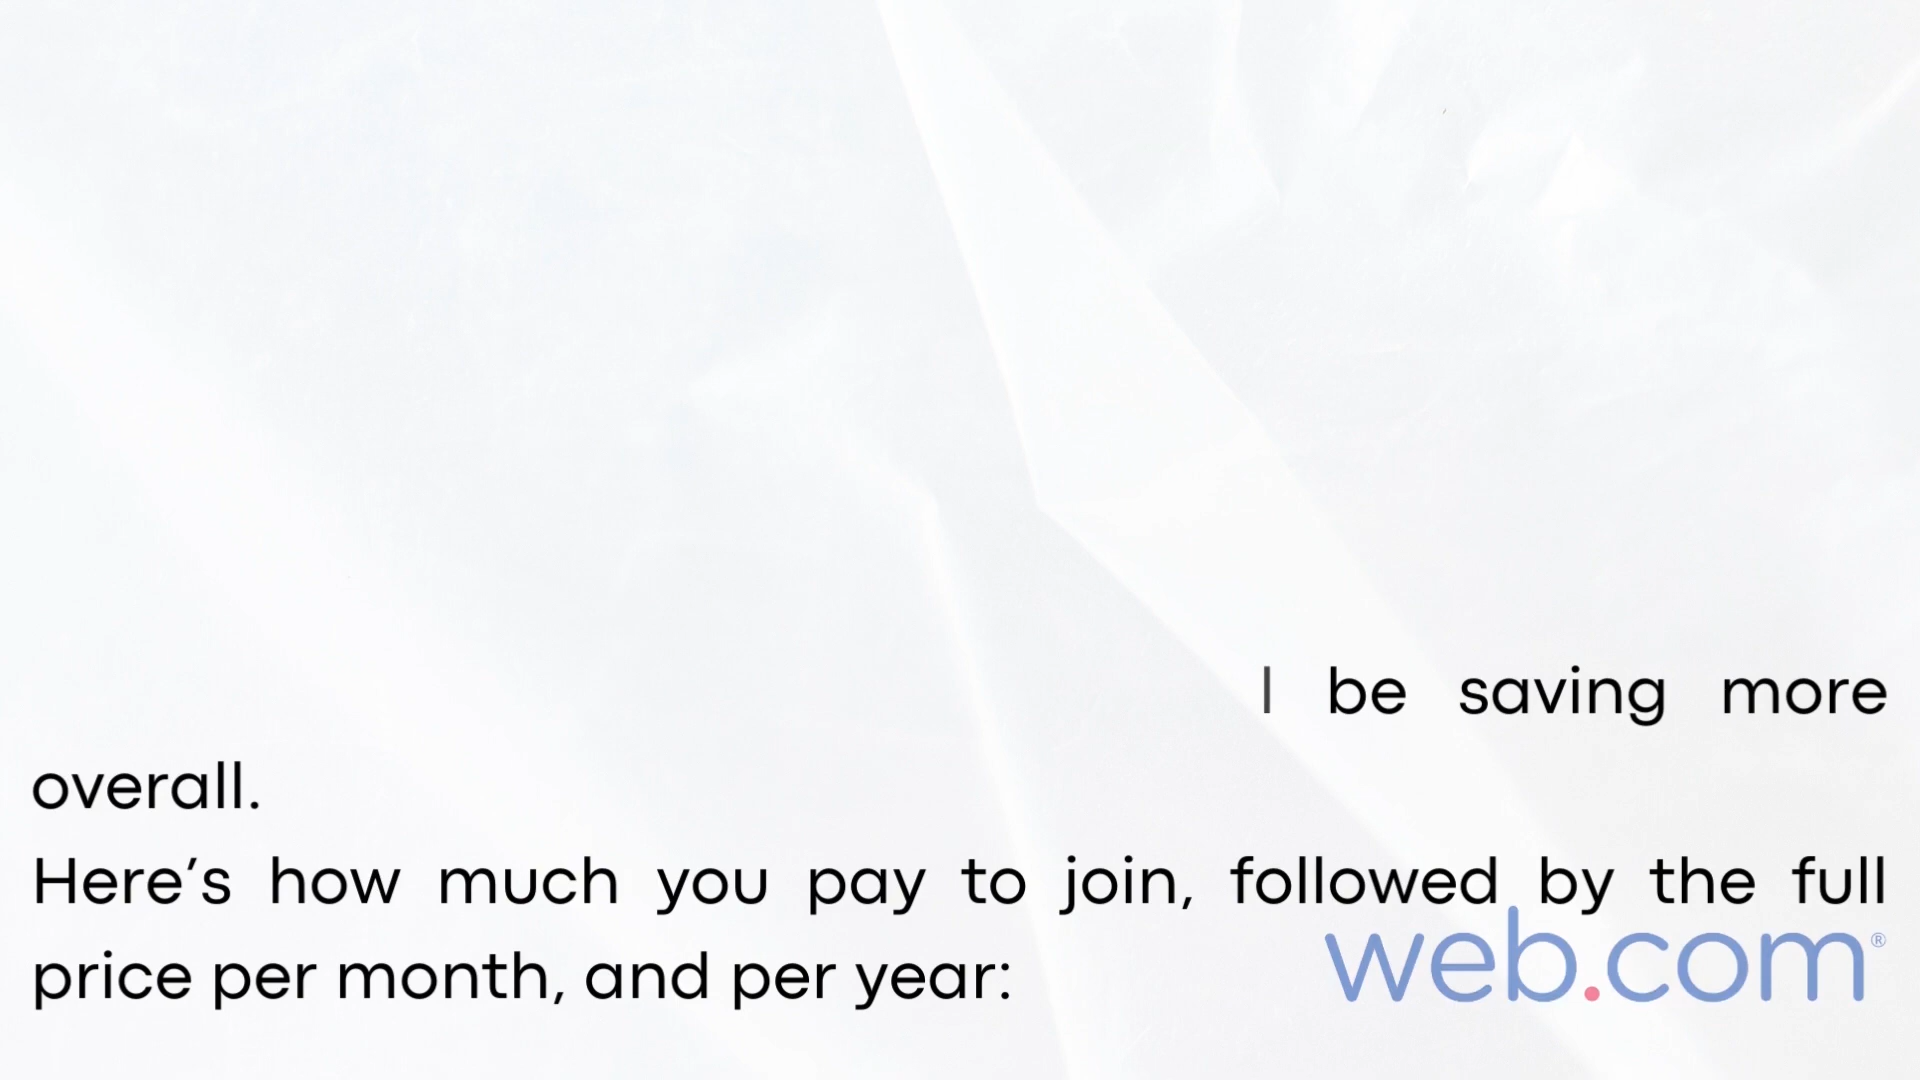 l be saving more
overall.
Here’s how much you pay to join, followed by the full
price per month, and per year:
web.com®